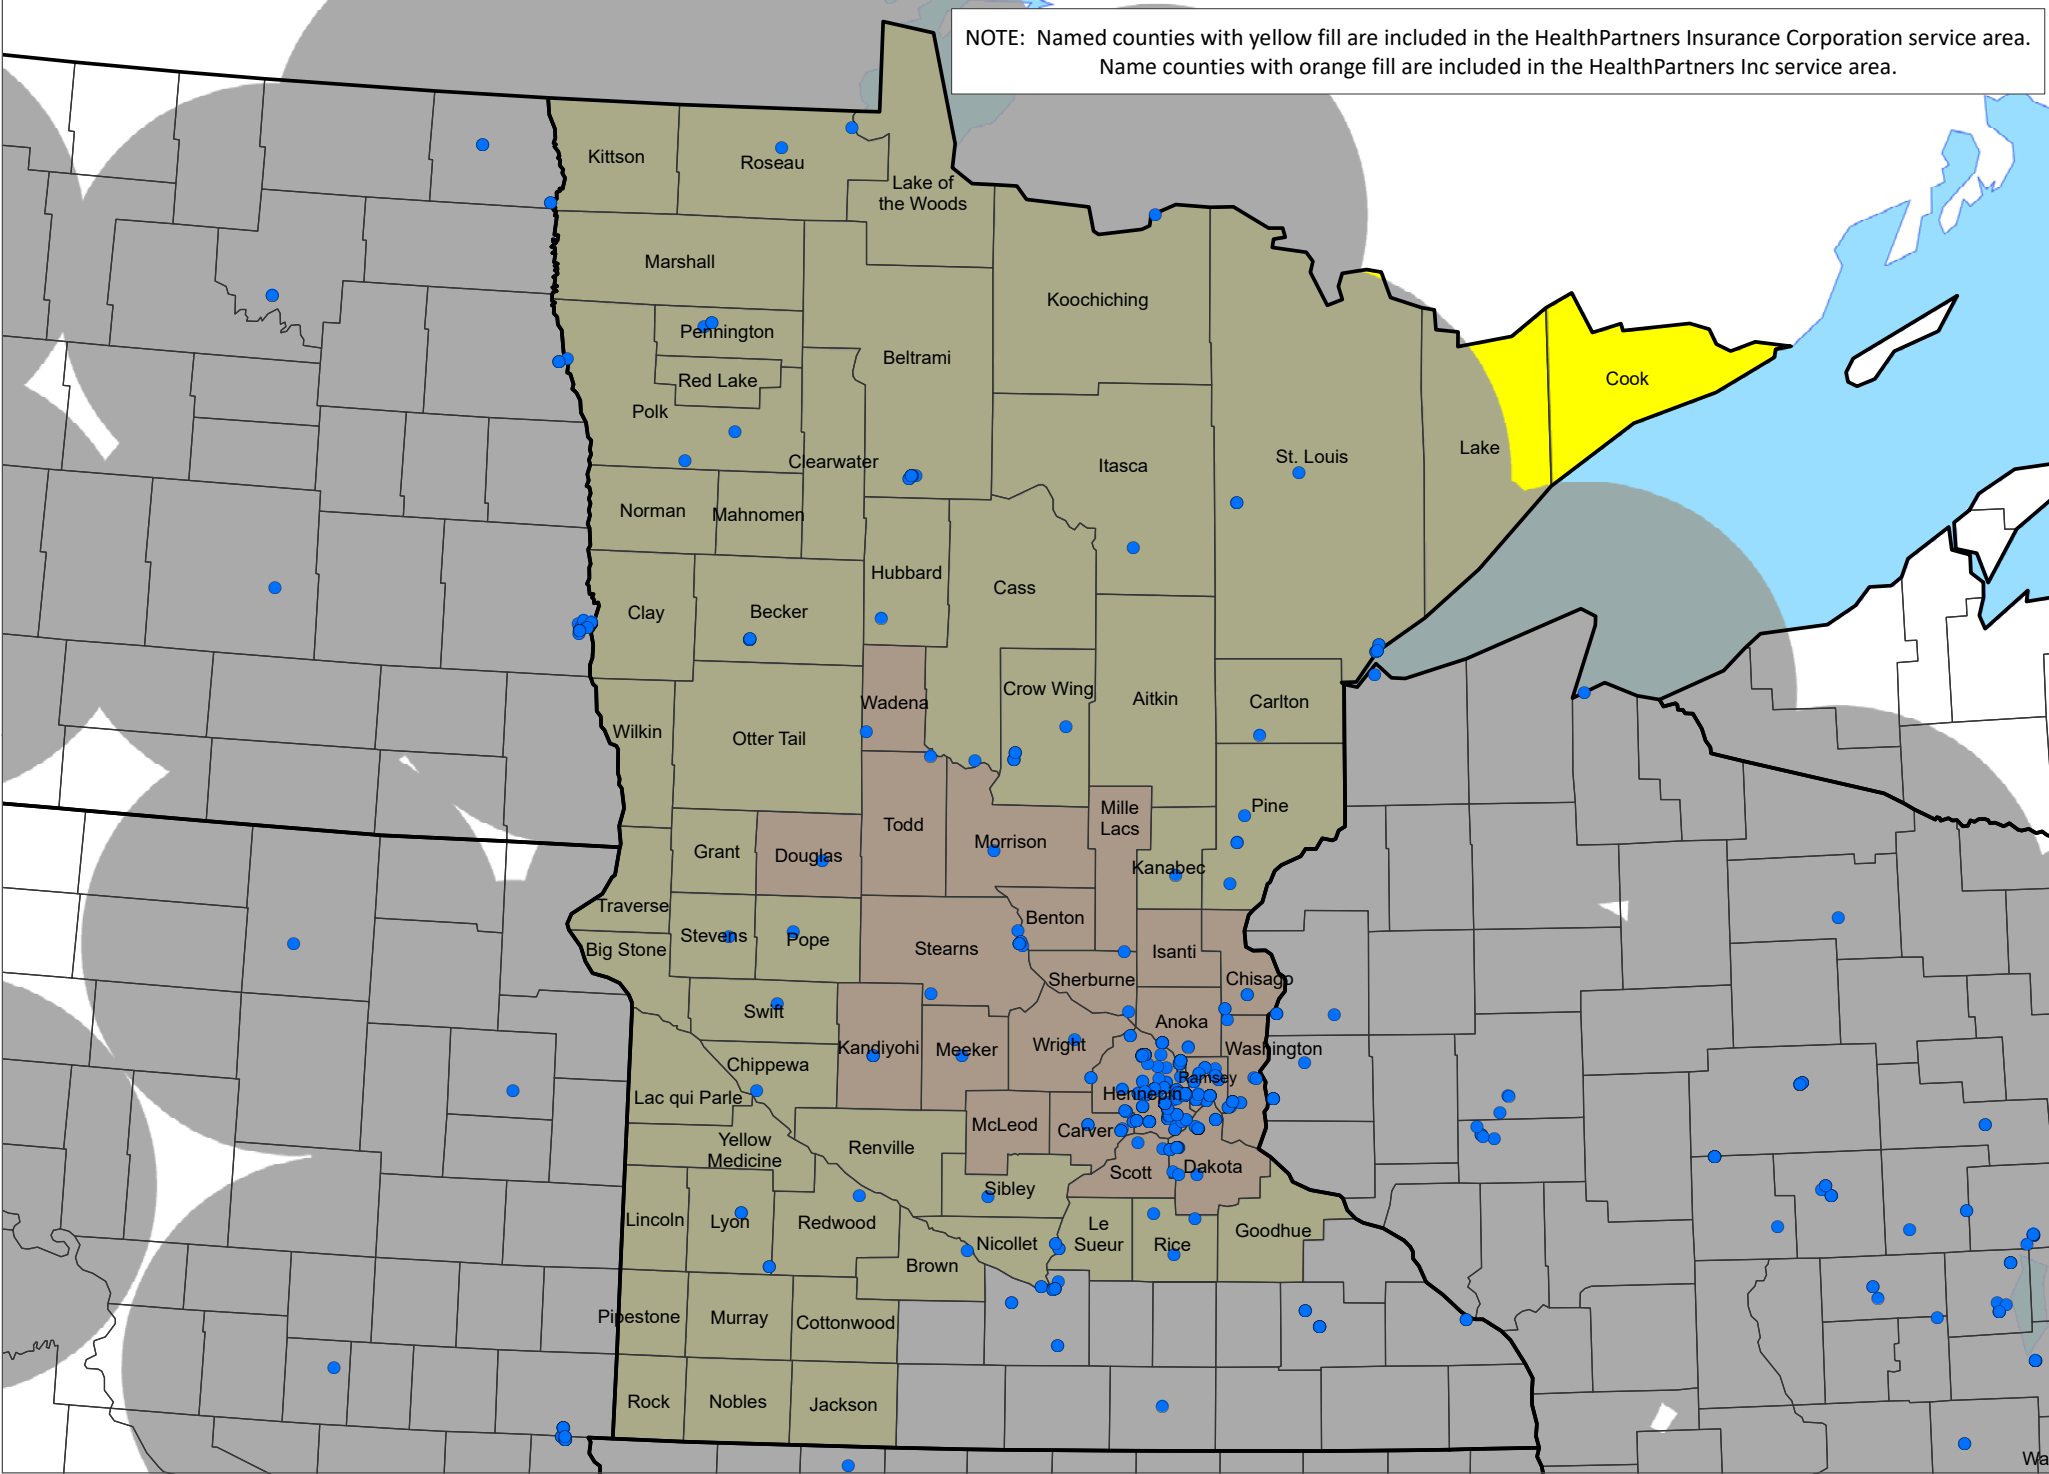 NOTE: Named counties with yellow fill are included in the HealthPartners Insurance Corporation service area.
Name counties with orange fill are included in the HealthPartners Inc service area.
Kittson
Roseau
Lake of
the Woods
Marshall
Koochiching
Pennington
Beltrami
Red Lake
Cook
Polk
Lake
Clearwater
Itasca
St. Louis
Norman
Mahnomen
Hubbard
Cass
Clay
Becker
Wadena
Crow Wing
Aitkin
Carlton
Wilkin
Otter Tail
Mille
Lacs
Pine
Todd
Morrison
Grant
Douglas
Kanabec
Traverse
Benton
Stevens
Pope
Big Stone
Stearns
Isanti
Sherburne
Chisago
Swift
Anoka
Kandiyohi
Meeker
Wright
Washington
Chippewa
Ramsey
Hennepin
Lac qui Parle
McLeod
Carver
Yellow
Medicine
Renville
Scott
Dakota
Sibley
Lincoln
Lyon
Redwood
Le
Sueur
Goodhue
Nicollet
Rice
Brown
Pipestone
Murray
Cottonwood
Rock
Nobles
Jackson
Wa